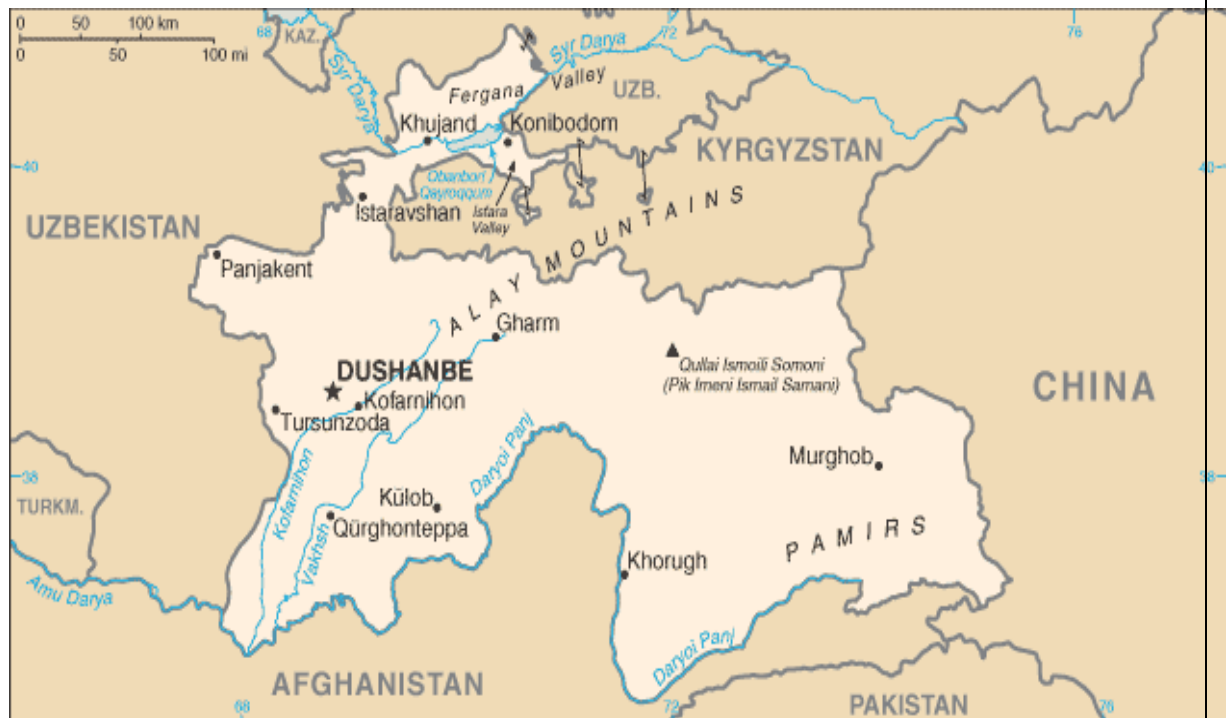 0 50 100 km
0 50 100 mi
68
72
76
KAZ.
Syr Darya
Syr Darya
Fergana Valley
UZB.
Khujand
Konibodom
KYRGYZSTAN
40
40
Obanbori
Qayroqqum
Isfara
Valley
Istaravshan
UZBEKISTAN
Panjakent
ALAY MOUNTAINS
Gharm
DUSHANBE
Qullai Ismoili Somoni
(Pik Imeni Ismail Samani)
CHINA
Kofarnihon
Tursunzoda
Daryoi Panj
Murghob
38
38
TURKM.
Kofarnihon
Kŭlob
Qŭrghonteppa
Vakhsh
PAMIRS
Khorugh
Amu Darya
Daryoi Panj
AFGHANISTAN
PAKISTAN
68
72
76